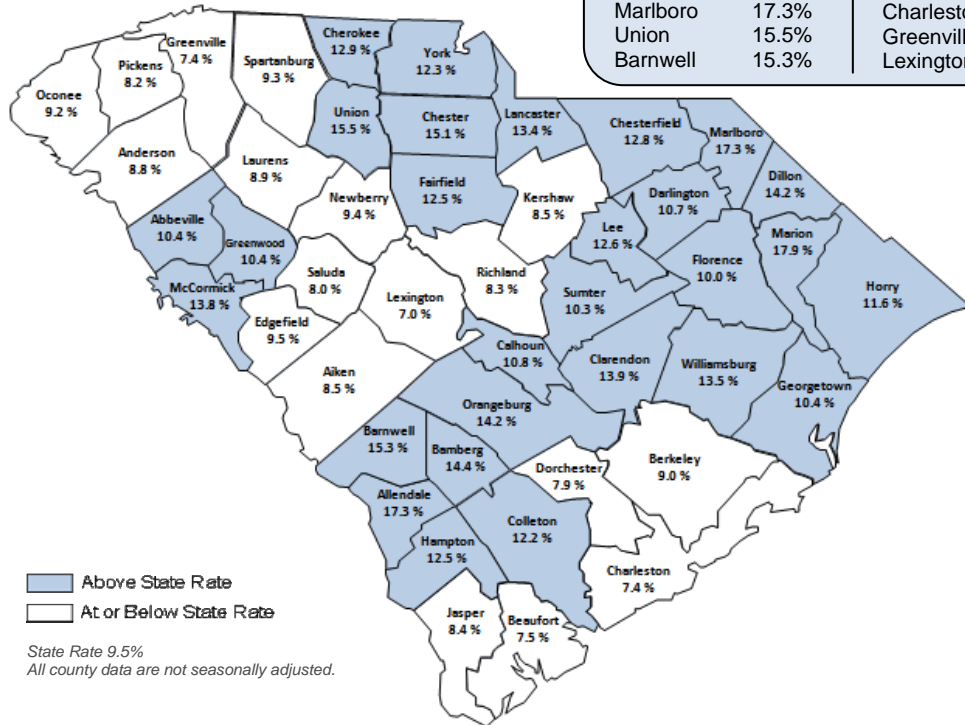 Marlboro 17.3% Charleston
Union 15.5% Greenvill
Barnwell 15.3% Lexington
Cherokee
12.9 %
York
12.3 %
Greenville
7.4 %
Spartanburg
9.3 %
Pickens
8.2 %
Oconee
9.2 %
Union
15.5 %
Chester
15.1 %
Lancaster
13.4 %
Chesterfield
12.8 %
Marlboro
17.3 %
Anderson
8.8 %
Laurens
8.9 %
Dillon
14.2 %
Newberry
9.4 %
Fairfield
12.5 %
Kershaw
8.5 %
Darlington
10.7 %
Abbeville
10.4 %
Greenwood
10.4 %
Lee
12.6 %
Marion
17.9 %
Saluda
8.0 %
Richland
8.3 %
Florence
10.0 %
McCormick
13.8 %
Lexington
7.0 %
Sumter
10.3 %
Horry
11.6 %
Edgefield
9.5 %
Calhoun
10.8 %
Clarendon
13.9 %
Williamsburg
13.5 %
Aiken
8.5 %
Georgetown
10.4 %
Orangeburg
14.2 %
Barnwell
15.3 %
Bamberg
14.4 %
Dorchester
7.9 %
Berkeley
9.0 %
Allendale
17.3 %
Colleton
12.2 %
Hampton
12.5 %
Charleston
7.4 %
Jasper
8.4 %
Beaufort
7.5 %
Above State Rate
At or Below State Rate
State Rate 9.5%
All county data are not seasonally adjusted.